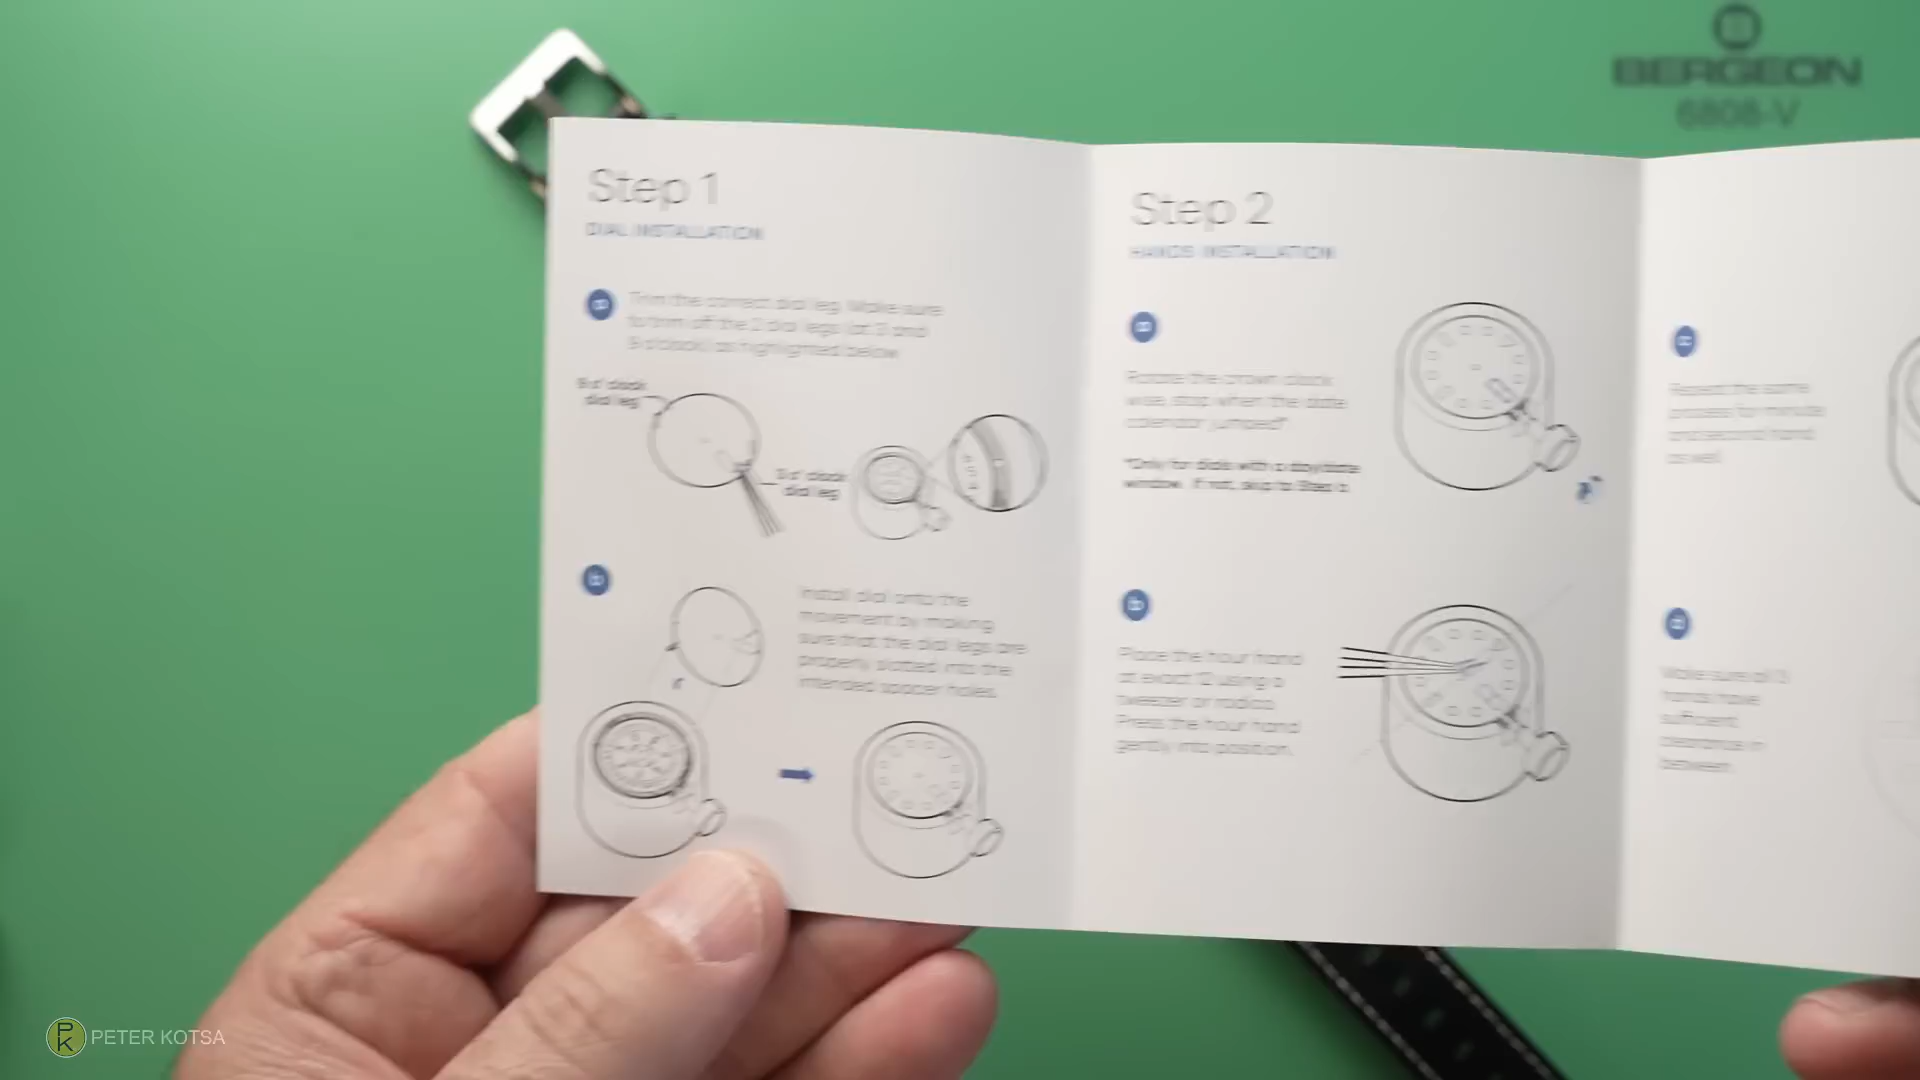 BERGEON
6808-V
Step 1
DIAL INSTALLATION
a
Trim the correct dial leg. Make sure
to trim off the 2 dial legs (at 3 and
9 o'clock) as highlighted below
9 o' clock
dial leg
3 o' clock
dial leg
b
Install dial onto the
movement by making
sure that the dial legs are
properly slotted into the
intended spacer holes.
Step 2
HANDS INSTALLATION
a
Rotate the crown clock
wise, stop when the date
calendar jumped*
*Only for dials with a day/date
window. If not, skip to Step b
b
Place the hour hand
at exact 12 using a
tweezer or rodico.
Press the hour hand
gently into position.
Repeat the same
process for minute
and second hand
as well.
Make sure all 3
hands have
sufficient
clearance in
between.
PK PETER KOTSA